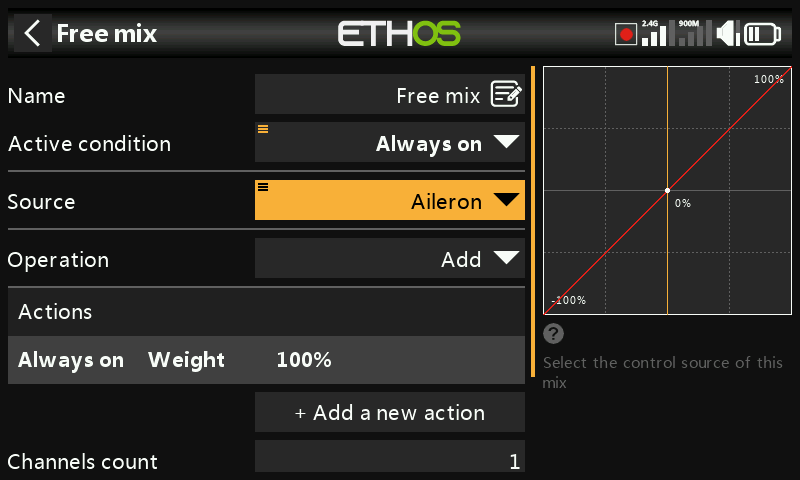 Free mix
ETHOS
2.4G
900M
Name
Free mix
Active condition
Always on
Source
Aileron
Operation
Add
Actions
Always on Weight 100%
+ Add a new action
Channels count
1
100%
0%
-100%
?
Select the control source of this
mix